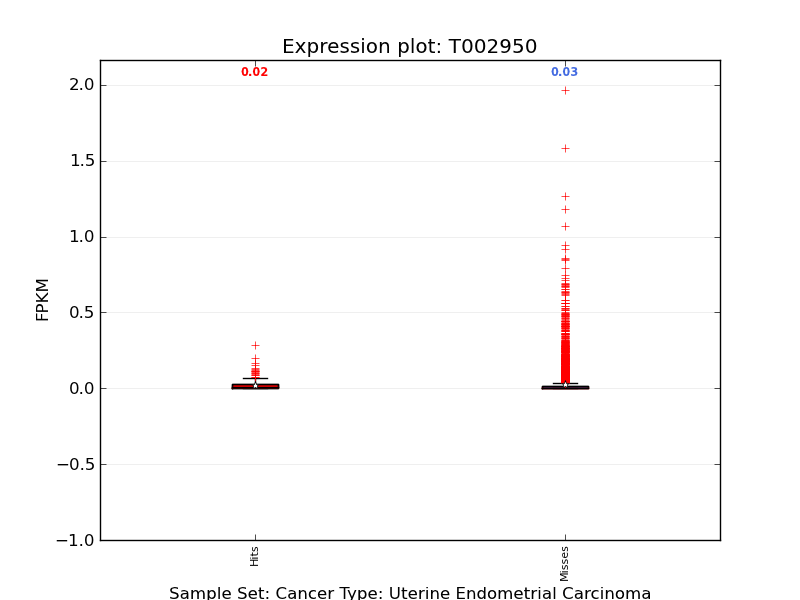 Expression plot: T002950
0.02
0.03
2.0
1.5
1.0
0.5
0.0
−0.5
−1.0
FPKM
Hits
Misses
Sample Set: Cancer Type: Uterine Endometrial Carcinoma